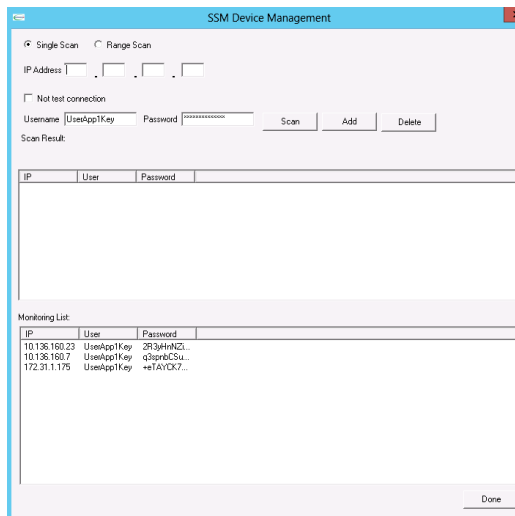 SSM Device Management
Single Scan Range Scan
IP Address . . .
Not test connection
Username UserApp1Key Password ************* Scan Add Delete
Scan Result:
IP User Password
Monitoring List:
IP User Password
10.136.160.23 UserApp1Key 2R3yHnNZi...
10.136.160.7 UserApp1Key q3spnbCSu...
172.31.1.175 UserApp1Key +eTAYCK7...
Done